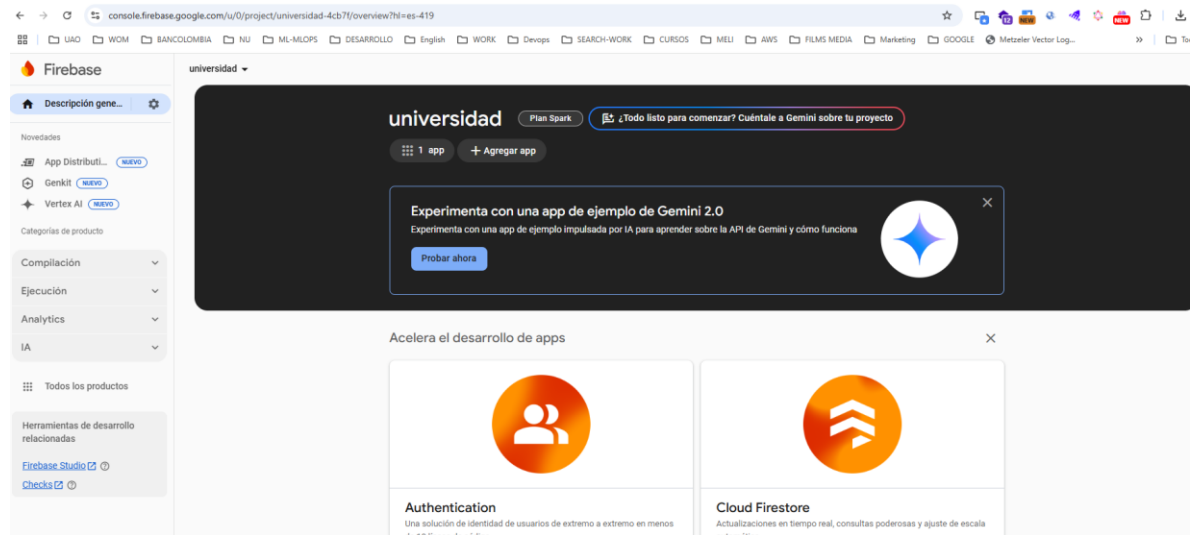 console.firebase.google.com/u/0/project/universidad-4cb7f/overview?hl=es-419
UAO WOM BANCOLOMBIA NU ML-MLOPS DESARROLLO English WORK Devops SEARCH-WORK CURSOS MELI AWS FILMS MEDIA Marketing GOOGLE Metzeler Vector Log... » To
Firebase
universidad
Descripción gene...
Novedades
App Distributi... NUEVO
Genkit NUEVO
Vertex AI NUEVO
Categorías de producto
Compilación
Ejecución
Analytics
IA
Todos los productos
Herramientas de desarrollo
relacionadas
Firebase Studio
Checks
universidad Plan Spark ¿Todo listo para comenzar? Cuéntale a Gemini sobre tu proyecto
1 app + Agregar app
Experimenta con una app de ejemplo de Gemini 2.0
Experimenta con una app de ejemplo impulsada por IA para aprender sobre la API de Gemini y cómo funciona
Probar ahora
Acelera el desarrollo de apps
Authentication
Una solución de identidad de usuarios de extremo a extremo en menos
Cloud Firestore
Actualizaciones en tiempo real, consultas poderosas y ajuste de escala